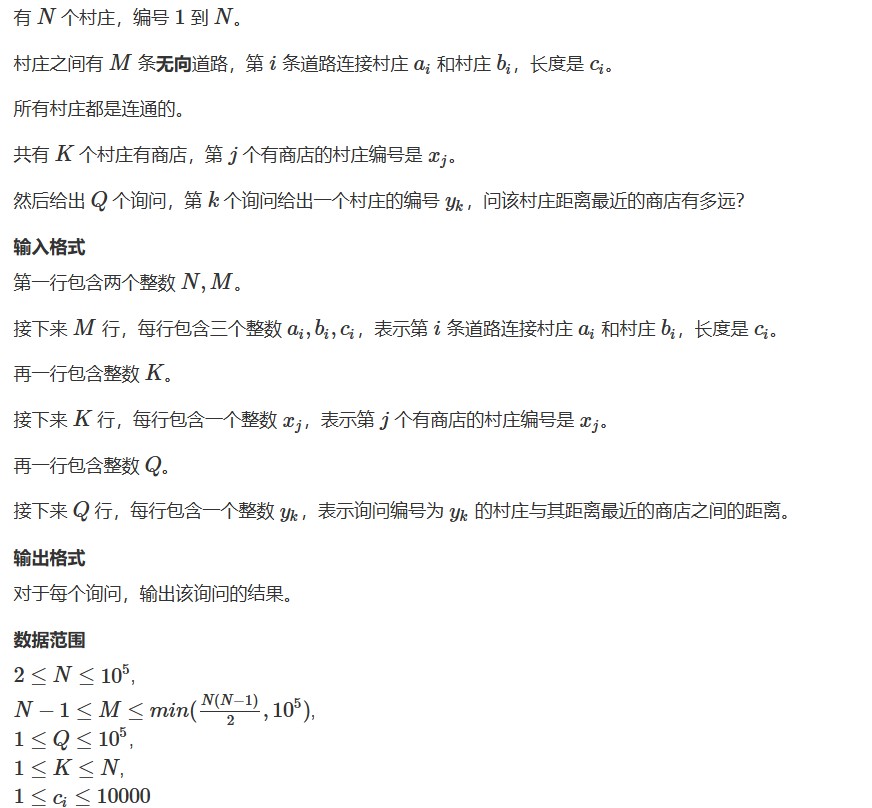 有 N 个村庄，编号 1 到 N。
村庄之间有 M 条无向道路，第 i 条道路连接村庄 a_i 和村庄 b_i，长度是 c_i。
所有村庄都是连通的。
共有 K 个村庄有商店，第 j 个有商店的村庄编号是 x_j。
然后给出 Q 个询问，第 k 个询问给出一个村庄的编号 y_k，问该村庄距离最近的商店有多远？
输入格式
第一行包含两个整数 N, M。
接下来 M 行，每行包含三个整数 a_i, b_i, c_i，表示第 i 条道路连接村庄 a_i 和村庄 b_i，长度是 c_i。
再一行包含整数 K。
接下来 K 行，每行包含一个整数 x_j，表示第 j 个有商店的村庄编号是 x_j。
再一行包含整数 Q。
接下来 Q 行，每行包含一个整数 y_k，表示询问编号为 y_k 的村庄与其距离最近的商店之间的距离。
输出格式
对于每个询问，输出该询问的结果。
数据范围
2 ≤ N ≤ 10^5,
N − 1 ≤ M ≤ min(N(N−1)/2, 10^5),
1 ≤ Q ≤ 10^5,
1 ≤ K ≤ N,
1 ≤ c_i ≤ 10000